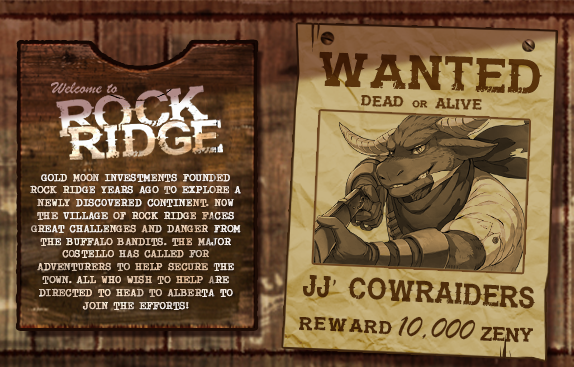 Welcome to
ROCK
RIDGE
GOLD MOON INVESTMENTS FOUNDED
ROCK RIDGE YEARS AGO TO EXPLORE A
NEWLY DISCOVERED CONTINENT. NOW
THE VILLAGE OF ROCK RIDGE FACES
GREAT CHALLENGES AND DANGER FROM
THE BUFFALO BANDITS. THE MAJOR
COSTELLO HAS CALLED FOR
ADVENTURERS TO HELP SECURE THE
TOWN. ALL WHO WISH TO HELP ARE
DIRECTED TO HEAD TO ALBERTA TO
JOIN THE EFFORTS!
WANTED
DEAD OR ALIVE
JJ' COWRAIDERS
REWARD 10,000 ZENY